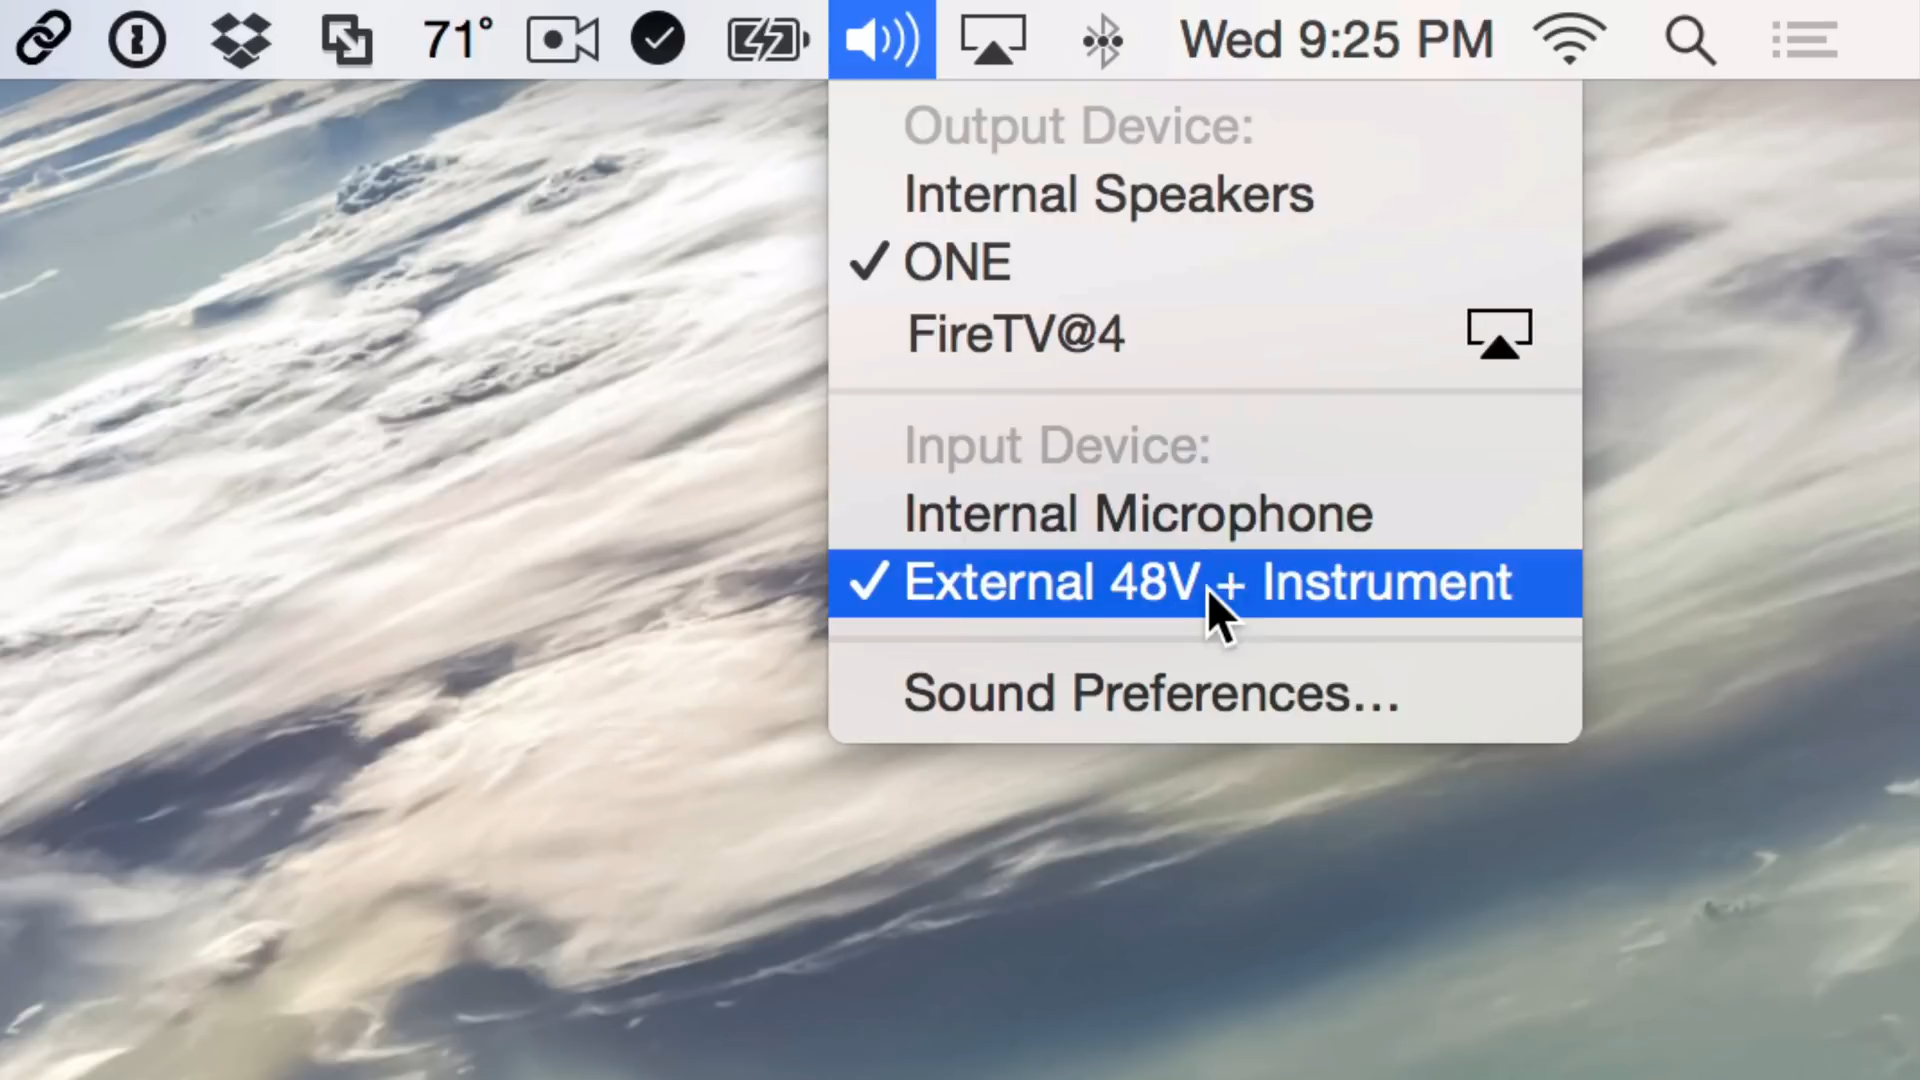 71° Wed 9:25 PM
Output Device:
Internal Speakers
✓ ONE
FireTV@4
Input Device:
Internal Microphone
✓ External 48V + Instrument
Sound Preferences...